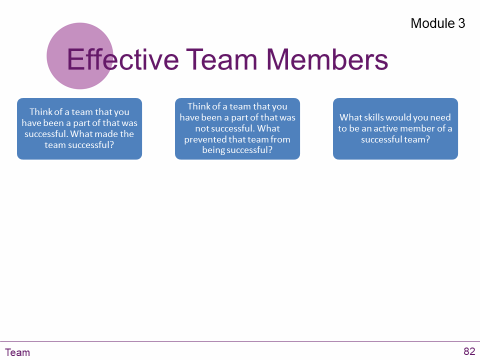 Module 3
Effective Team Members
Think of a team that you
have been a part of that was
successful. What made the
team successful?
Think of a team that you
have been a part of that was
not successful. What
prevented that team from
being successful?
What skills would you need
to be an active member of a
successful team?
Team
82